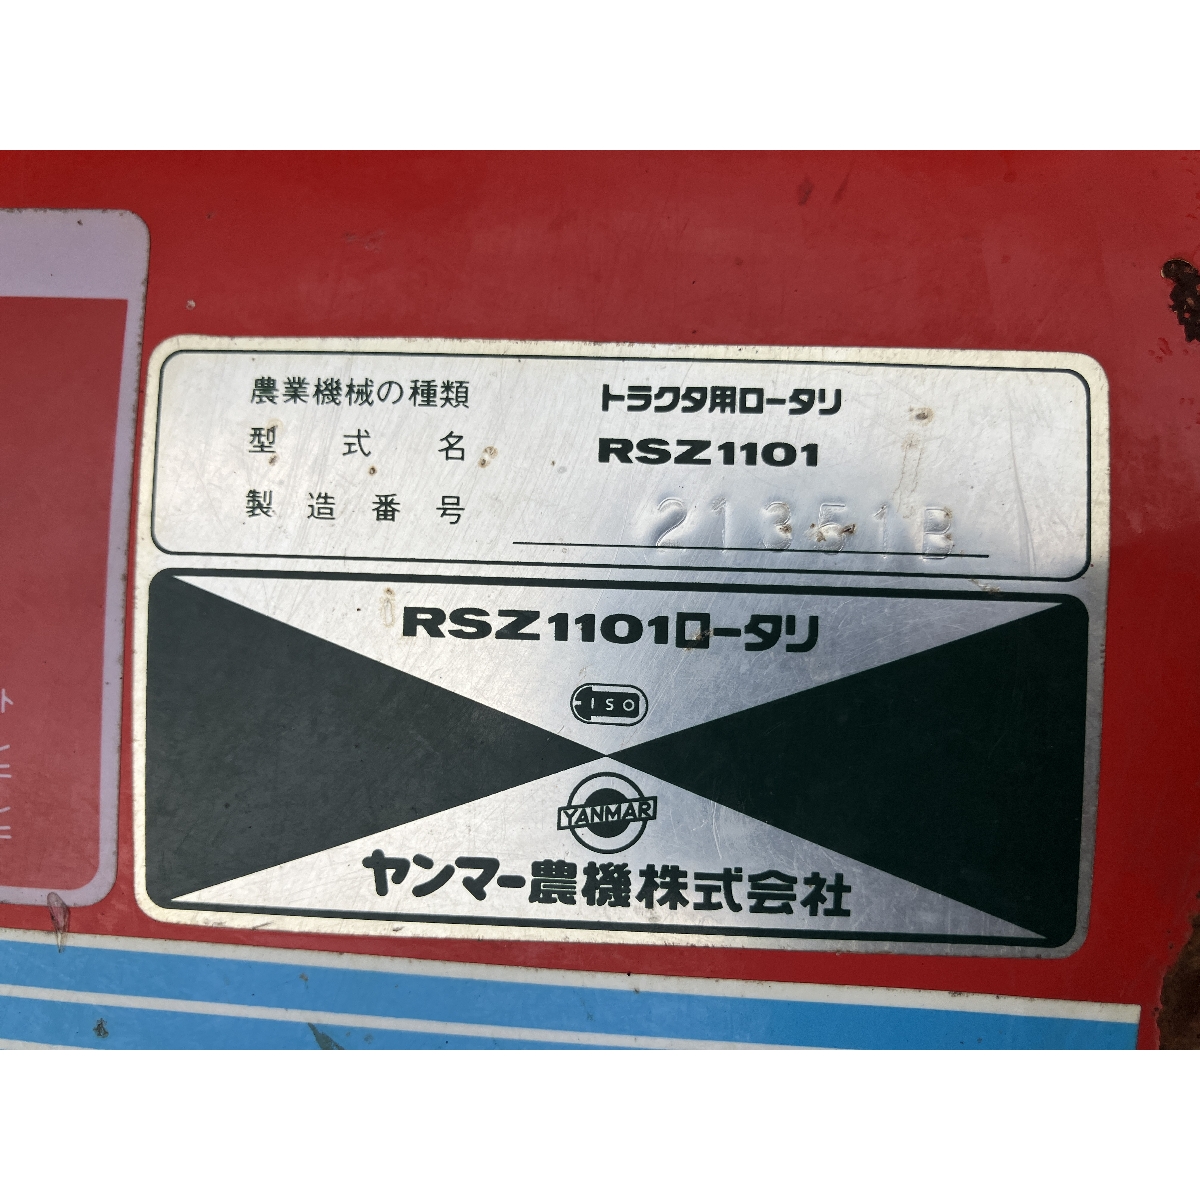 農業機械の種類 トラクタ用ロータリ
型式名 RSZ1101
製造番号 21351B
RSZ1101ロータリ
ISO
YANMAR
ヤンマー農機株式会社